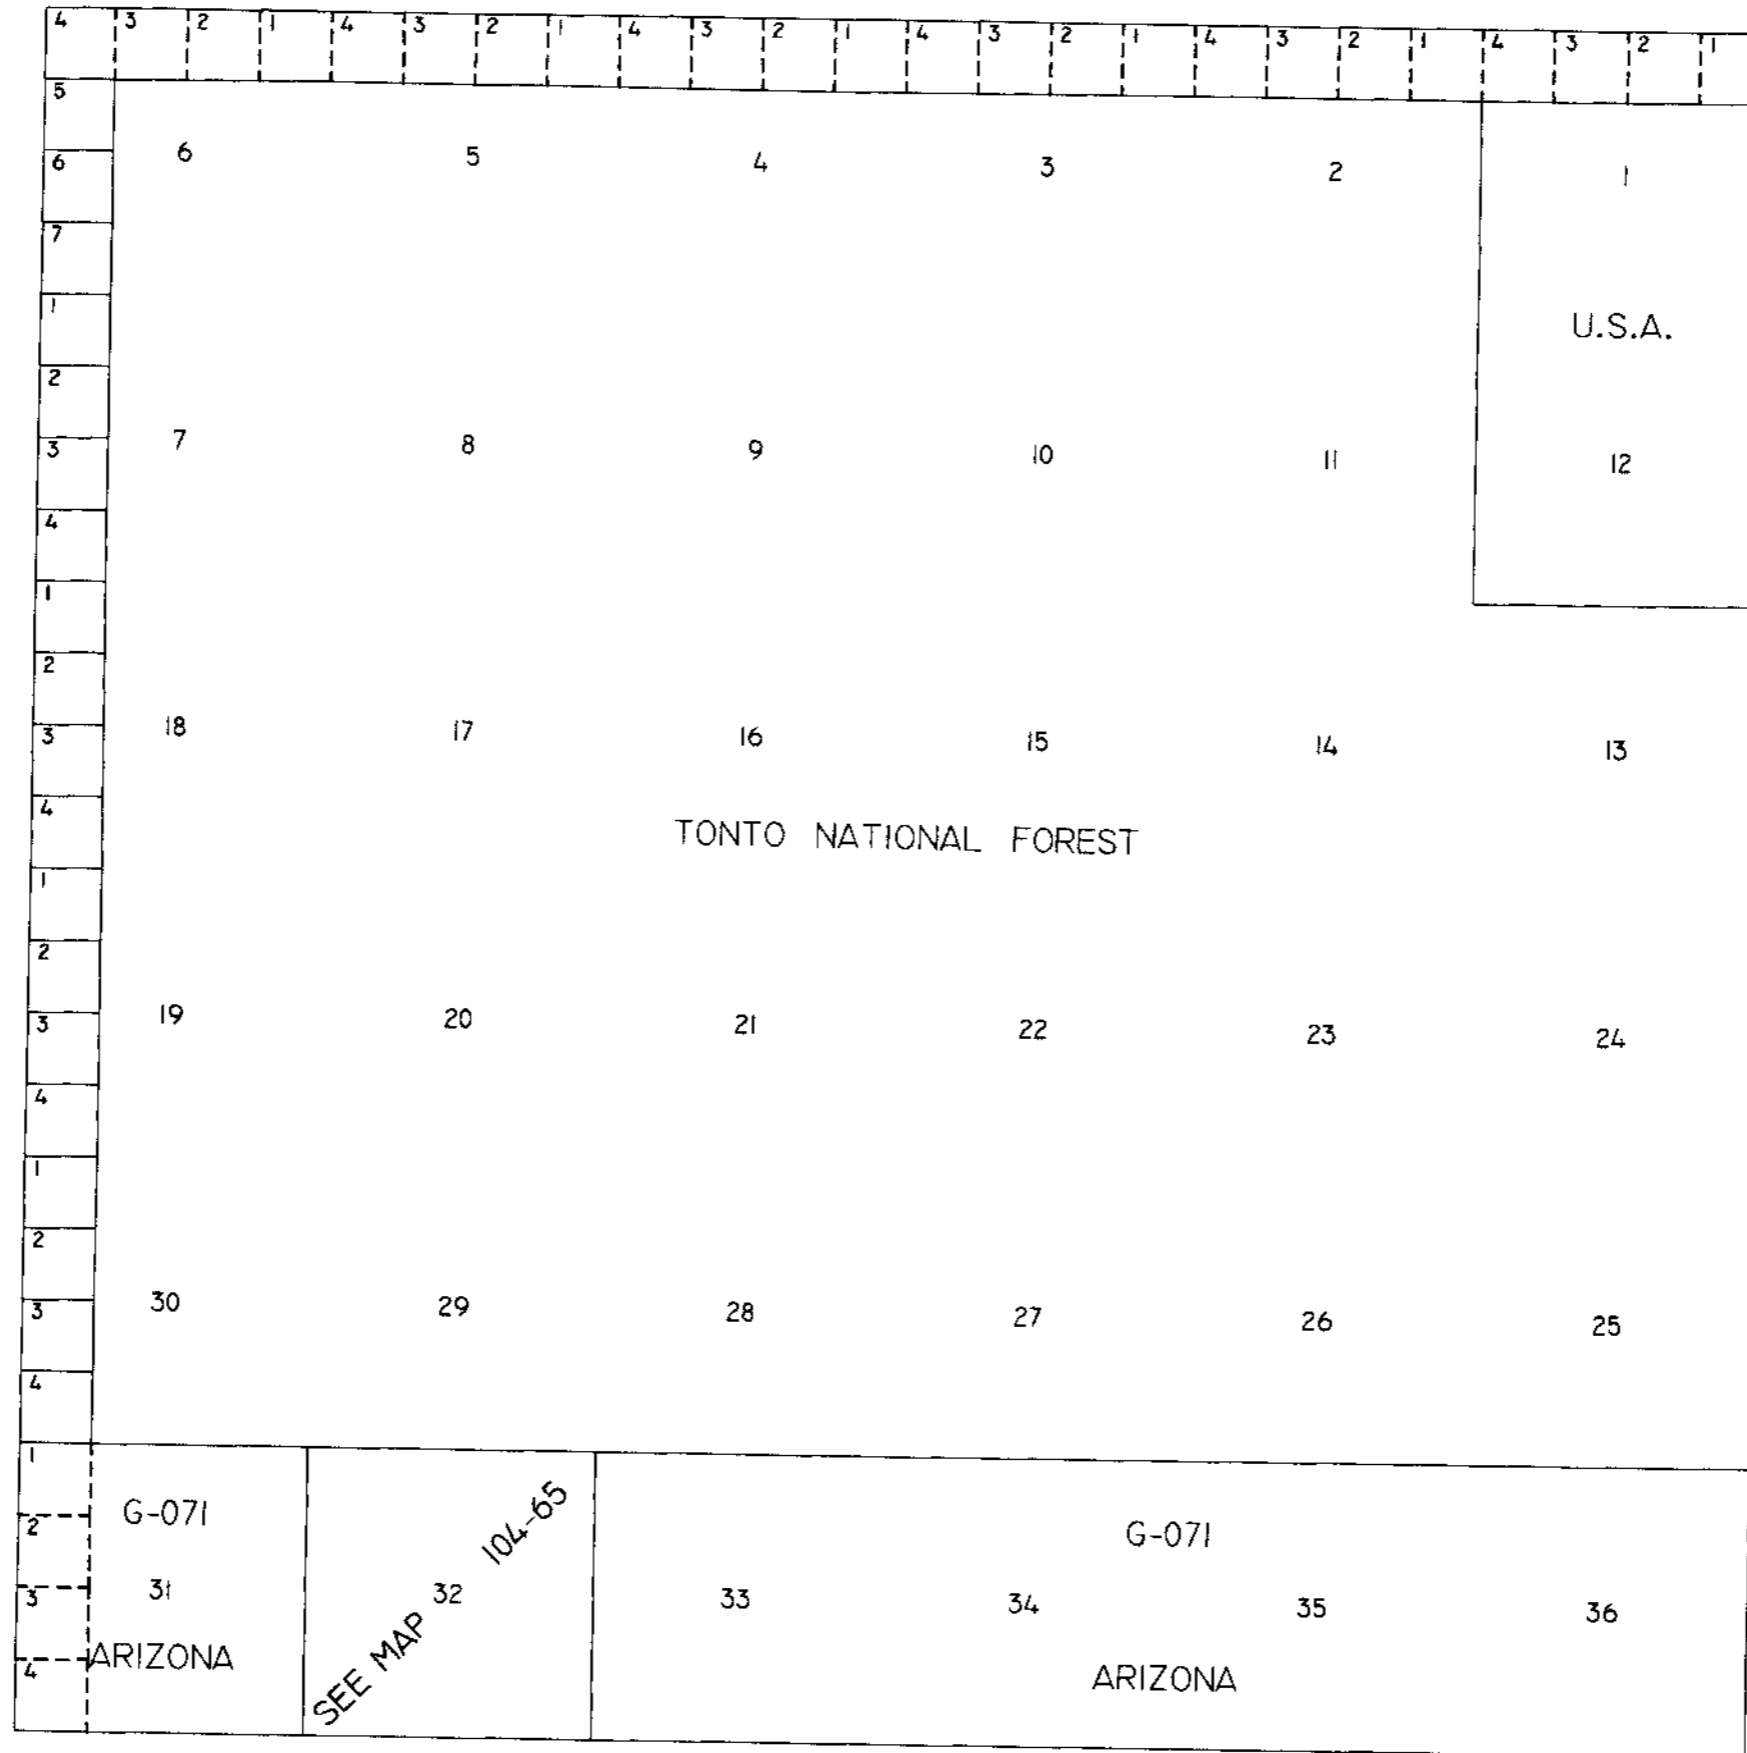 4 3 2 1 4 3 2 1 4 3 2 1 4 3 2 1 4 3 2 1 4 3 2 1
5
6 6 5 4 3 2 1
7
1 U.S.A.
2
3 7 8 9 10 11 12
4
1
2
3 18 17 16 15 14 13
4 TONTO NATIONAL FOREST
1
2
3 19 20 21 22 23 24
4
1
2
3 30 29 28 27 26 25
4
1
2 G-071 G-071
3 31 32 33 34 35 36
SEE MAP 104-65
4 ARIZONA ARIZONA